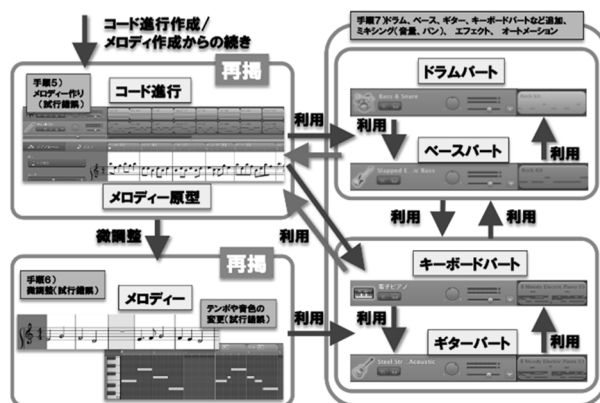 コード進行作成/
メロディ作成からの続き
再掲
手順5)
メロディー作り
(試行錯誤)
コード進行
メロディー原型
微調整
再掲
手順6)
微調整(試行錯誤)
メロディー
テンポや音色の
変更(試行錯誤)
利用
利用
利用
手順7)ドラム、ベース、ギター、キーボードパートなど追加、
ミキシング(音量、パン)、 エフェクト、 オートメーション
ドラムパート
Bass & Snare
Rock Kit
利用
利用
ベースパート
利用
利用
キーボードパート
電子ピアノ
利用
利用
ギターパート